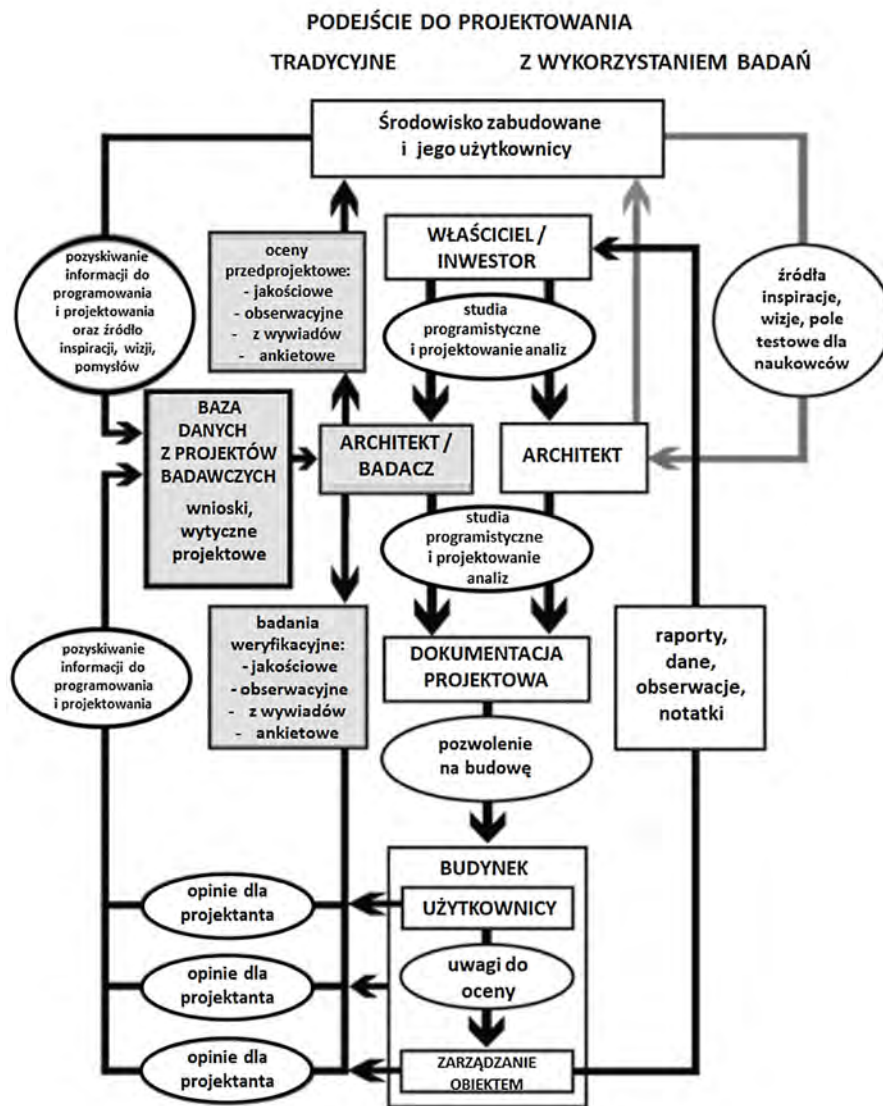 PODEJŚCIE DO PROJEKTOWANIA
TRADYCYJNE
Z WYKORZYSTANIEM BADAŃ
Środowisko zabudowane
i jego użytkownicy
pozyskiwanie
informacji do
programowania
i projektowania
oraz źródło
inspiracji, wizji,
pomysłów
oceny
przedprojektowe:
- jakościowe
- obserwacyjne
- z wywiadów
- ankietowe
WŁAŚCICIEL /
INWESTOR
studia
programistyczne
i projektowanie analiz
źródła
inspiracje,
wizje, pole
testowe dla
naukowców
BAZA
DANYCH
Z PROJEKTÓW
BADAWCZYCH
wnioski,
wytyczne
projektowe
ARCHITEKT /
BADACZ
ARCHITEKT
studia
programistyczne
i projektowanie
analiz
pozyskiwanie
informacji do
programowania
i projektowania
badania
weryfikacyjne:
- jakościowe
- obserwacyjne
- z wywiadów
- ankietowe
DOKUMENTACJA
PROJEKTOWA
raporty,
dane,
obserwacje,
notatki
pozwolenie
na budowę
BUDYNEK
UŻYTKOWNICY
opinie dla
projektanta
uwagi do
oceny
opinie dla
projektanta
ZARZĄDZANIE
OBIEKTEM
opinie dla
projektanta